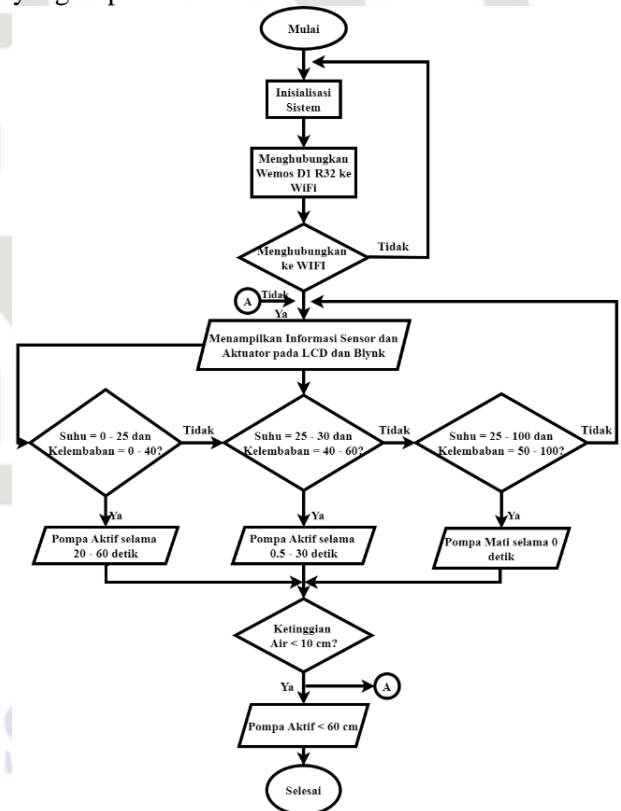 Mulai
Inisialisasi
Sistem
Menghubungkan
Wemos D1 R32 ke
WiFi
Menghubungkan
ke WIFI
Tidak
A
Tidak
Ya
Menampilkan Informasi Sensor dan
Aktuator pada LCD dan Blynk
Suhu = 0 - 25 dan
Kelembaban = 0 - 40?
Tidak
Suhu = 25 - 30 dan
Kelembaban = 40 - 60?
Tidak
Suhu = 25 - 100 dan
Kelembaban = 50 - 100?
Tidak
Ya
Ya
Ya
Pompa Aktif selama
20 - 60 detik
Pompa Aktif selama
0.5 - 30 detik
Pompa Mati selama 0
detik
Ketinggian
Air < 10 cm?
Ya
A
Pompa Aktif < 60 cm
Selesai